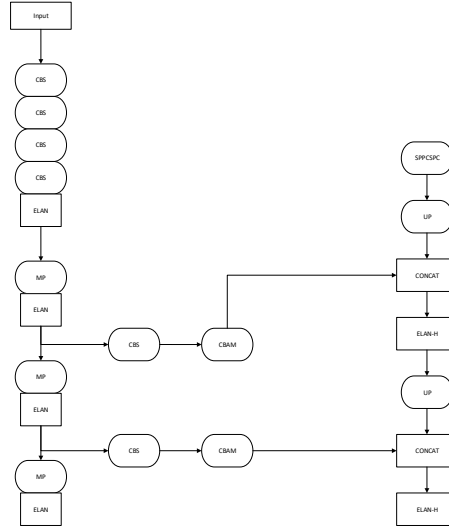 Input
CBS
CBS
CBS
CBS
ELAN
MP
ELAN
CBS
CBAM
MP
ELAN
CBS
CBAM
MP
ELAN
SPPCSPC
UP
CONCAT
ELAN-H
UP
CONCAT
ELAN-H